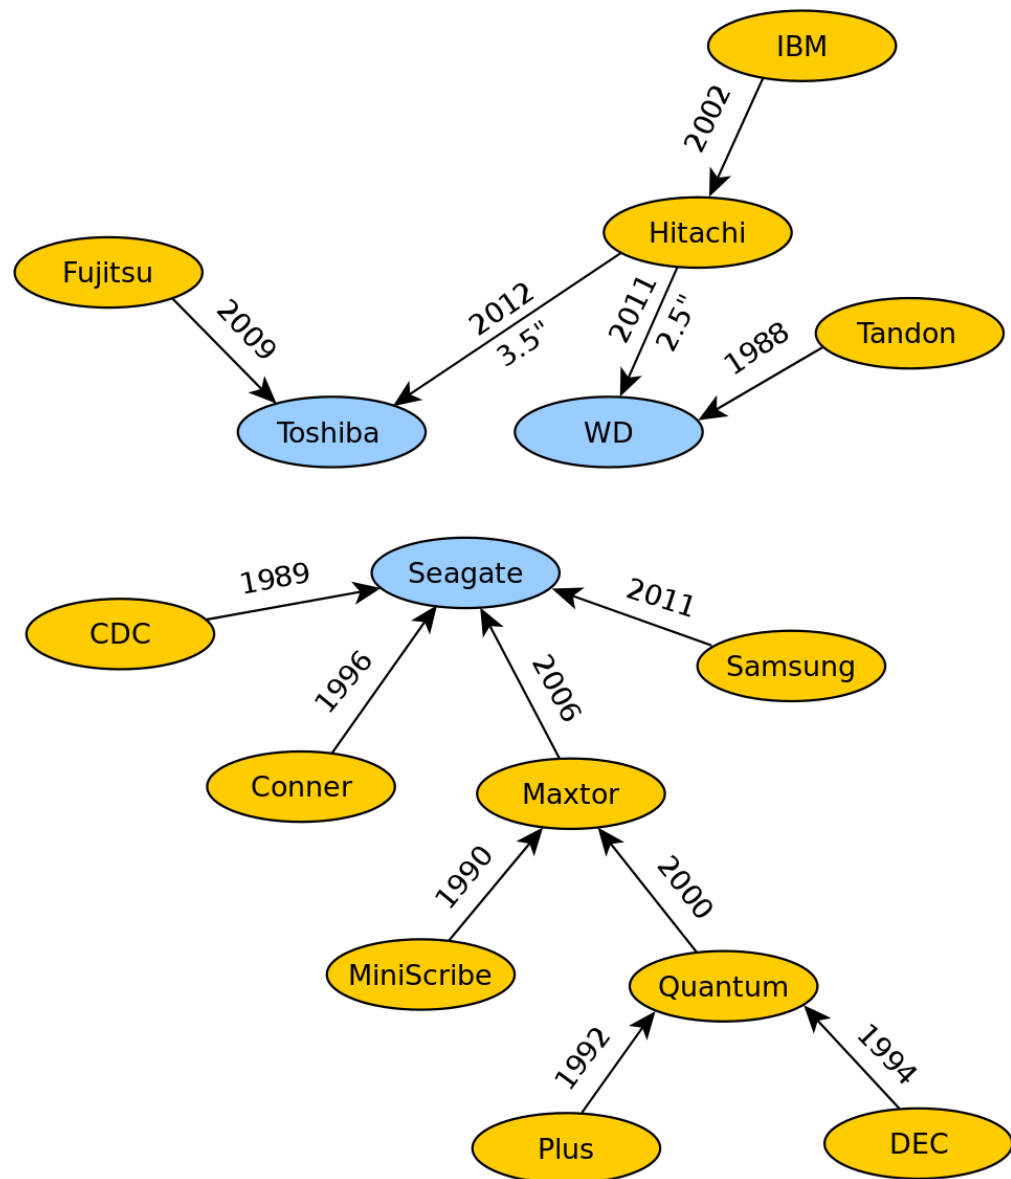 IBM
2002
Hitachi
Fujitsu
2009
2012
3.5"
2011
2.5"
1988
Tandon
Toshiba
WD
Seagate
1989
CDC
2011
Samsung
1996
2006
Conner
Maxtor
1990
2000
MiniScribe
Quantum
1992
1994
Plus
DEC